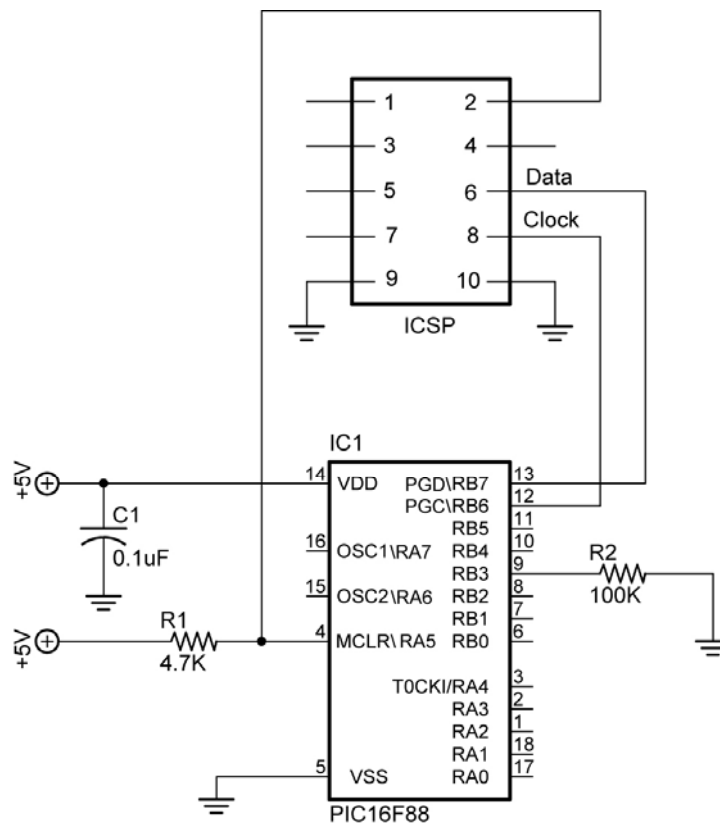 1 2
3 4
5 6
Data
7 8
Clock
9 10
ICSP
IC1
+5V
14 VDD PGD\RB7 13
PGC\RB6 12
C1
0.1uF
RB5 11
16 OSC1\RA7 RB4 10
RB3 9
R2
100K
15 OSC2\RA6 RB2 8
RB1 7
+5V
R1
4.7K
4 MCLR\RA5 RB0 6
T0CKI/RA4 3
RA3 2
RA2 1
RA1 18
5 VSS RA0 17
PIC16F88